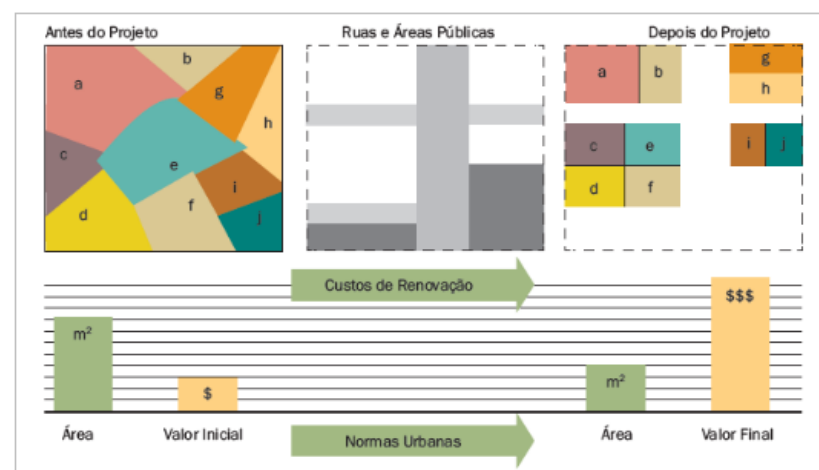 Antes do Projeto
Ruas e Áreas Públicas
Depois do Projeto
a
b
g
h
c
e
i
d
f
j
a
b
g
h
c
e
i
j
d
f
Custos de Renovação
$$$
m²
$
m²
Área
Valor Inicial
Normas Urbanas
Área
Valor Final